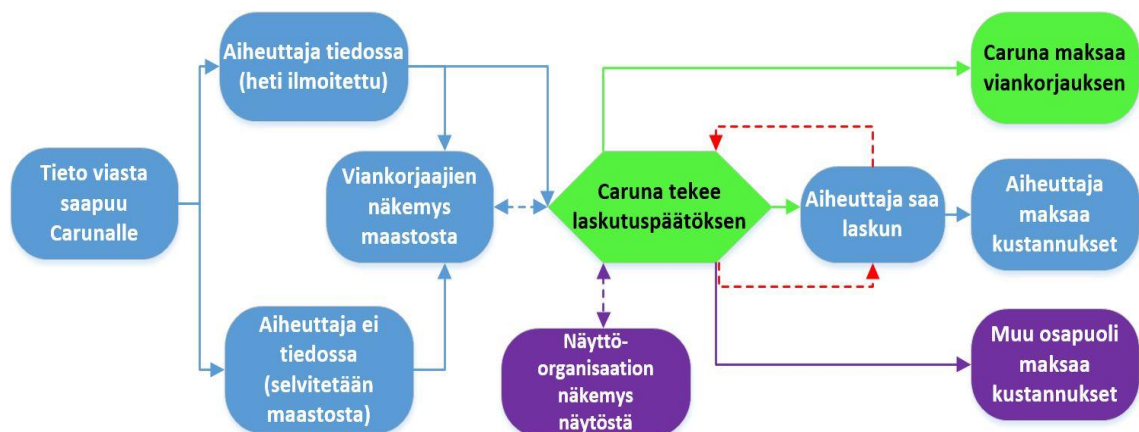 Tieto viasta
saapuu
Carunalle
Aiheuttaja tiedossa
(heti ilmoitettu)
Aiheuttaja ei
tiedossa
(selvitetään
maastosta)
Viankorjaajien
näkemys
maastosta
Caruna tekee
laskutuspäätöksen
Näyttö-
organisaation
näkemys
näytöstä
Aiheuttaja saa
laskun
Caruna maksaa
viankorjauksen
Aiheuttaja
maksaa
kustannukset
Muu osapuoli
maksaa
kustannukset